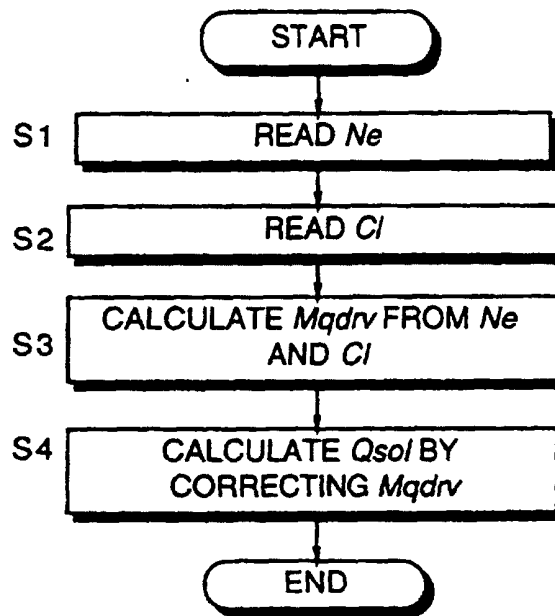 START
S1
READ Ne
S2
READ Cl
S3
CALCULATE Mqdrv FROM Ne
AND Cl
S4
CALCULATE Qsol BY
CORRECTING Mqdrv
END